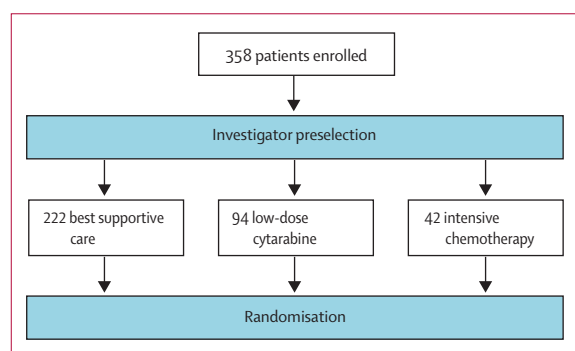 358 patients enrolled
Investigator preselection
222 best supportive
care
94 low-dose
cytarabine
42 intensive
chemotherapy
Randomisation